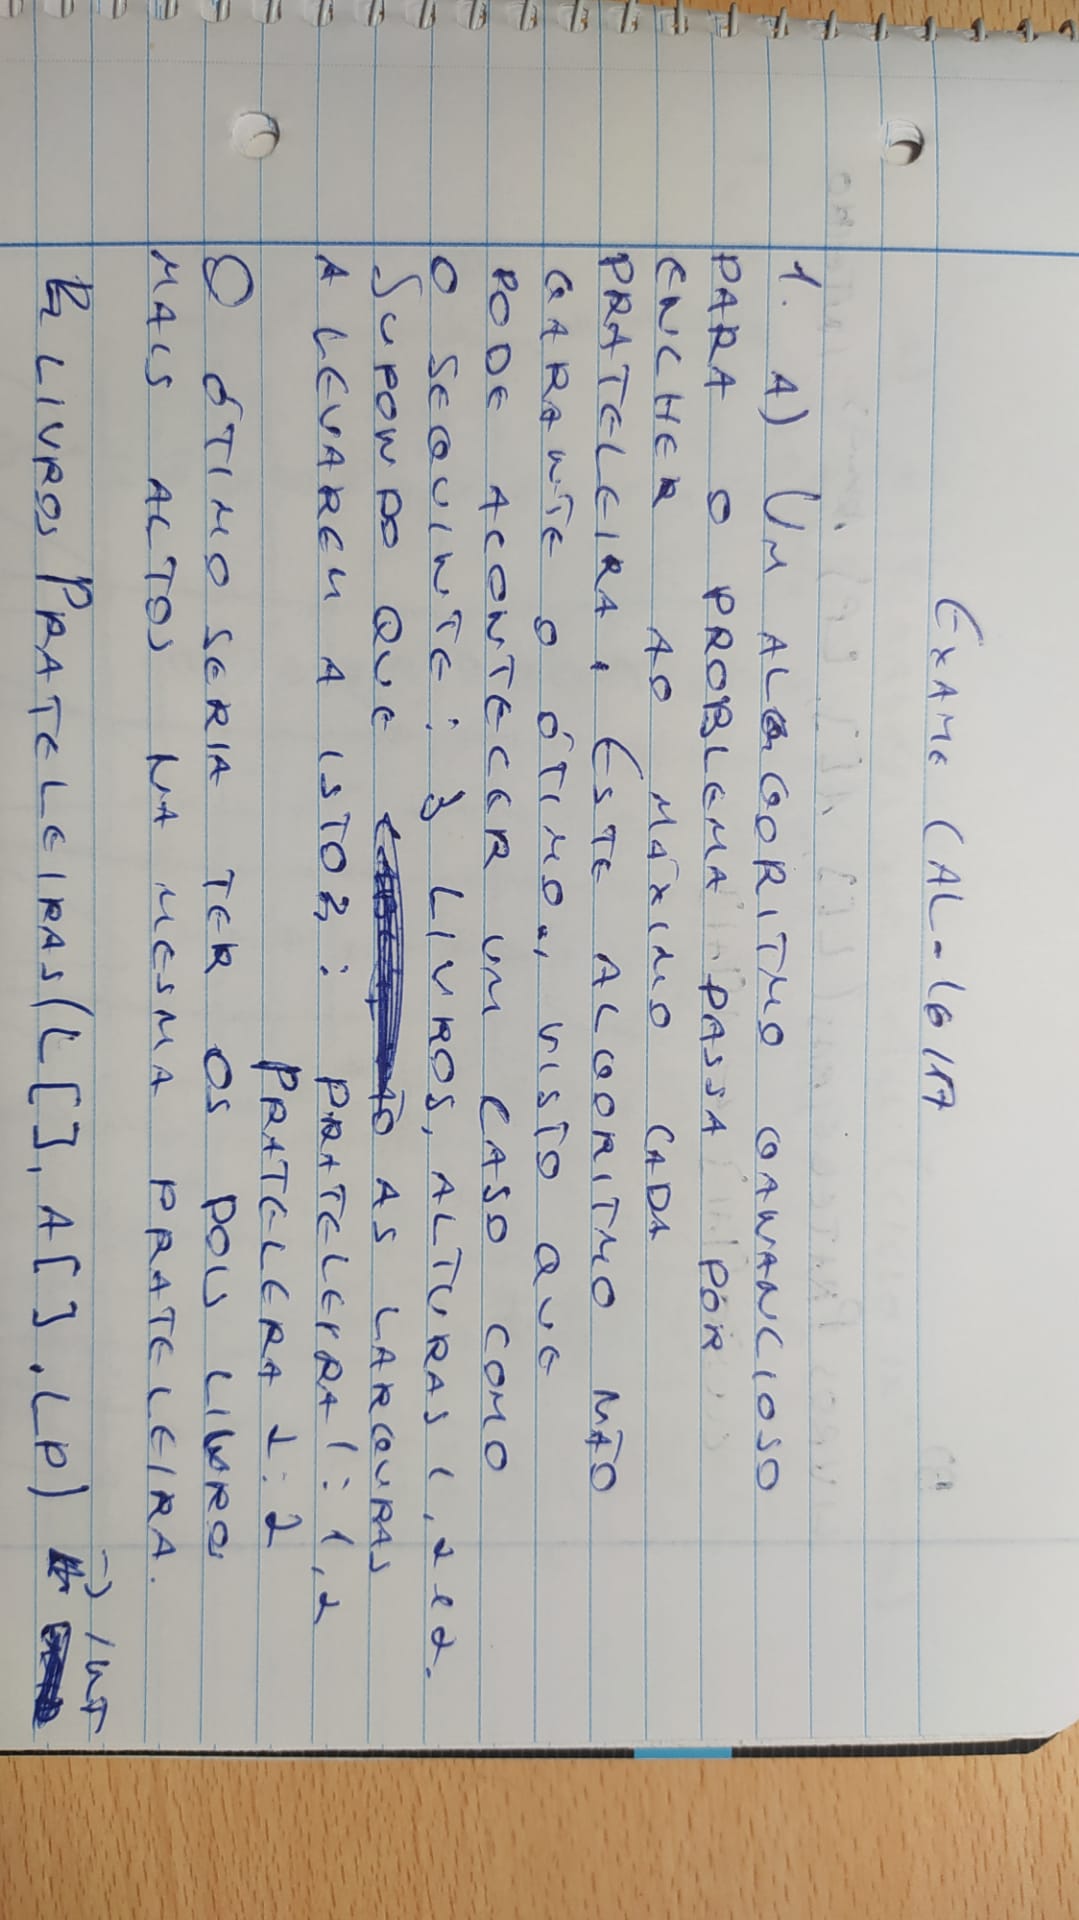 EXAME CAL-16/17
1. A) UM ALGORITMO GANANCIOSO
PARA O PROBLEMA PASSA POR
ENCHER AO MÁXIMO CADA
PRATELEIRA. ESTE ALGORITMO NÃO
GARANTE O ÓTIMO, VISTO QUE
PODE ACONTECER UM CASO COMO
O SEGUINTE: 3 LIVROS, ALTURAS 1, 2 e 2.
SUPONDO QUE AS LARGURAS
A LEVAREM A ISTO: PRATELEIRA 1: 1, 2
PRATELERA 2: 2
O ÓTIMO SERIA TER OS DOIS LIVROS
MAIS ALTOS NA MESMA PRATELEIRA.
B) LIVROS PRATELEIRAS (L[], A[], LP) → INT